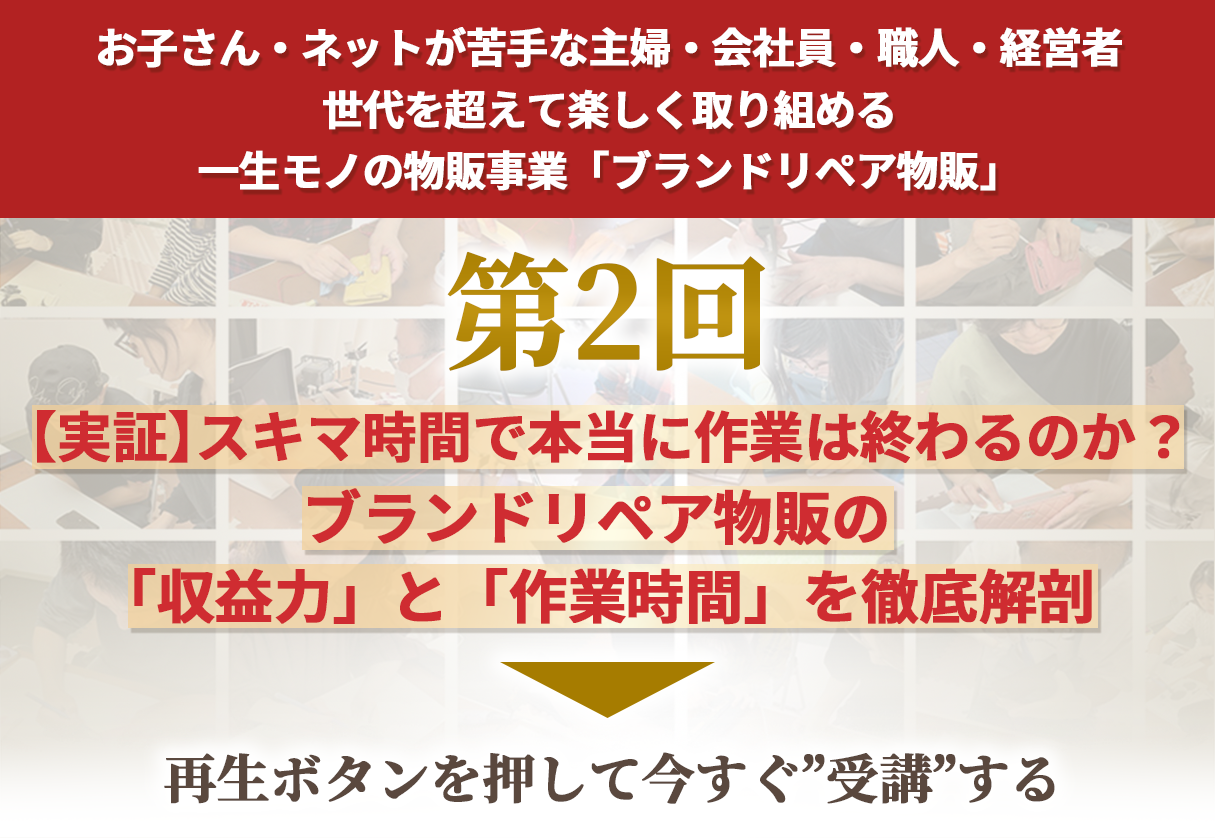 お子さん・ネットが苦手な主婦・会社員・職人・経営者
世代を超えて楽しく取り組める
一生モノの物販事業「ブランドリペア物販」
第2回
【実証】スキマ時間で本当に作業は終わるのか？
ブランドリペア物販の
「収益力」と「作業時間」を徹底解剖
再生ボタンを押して今すぐ”受講”する